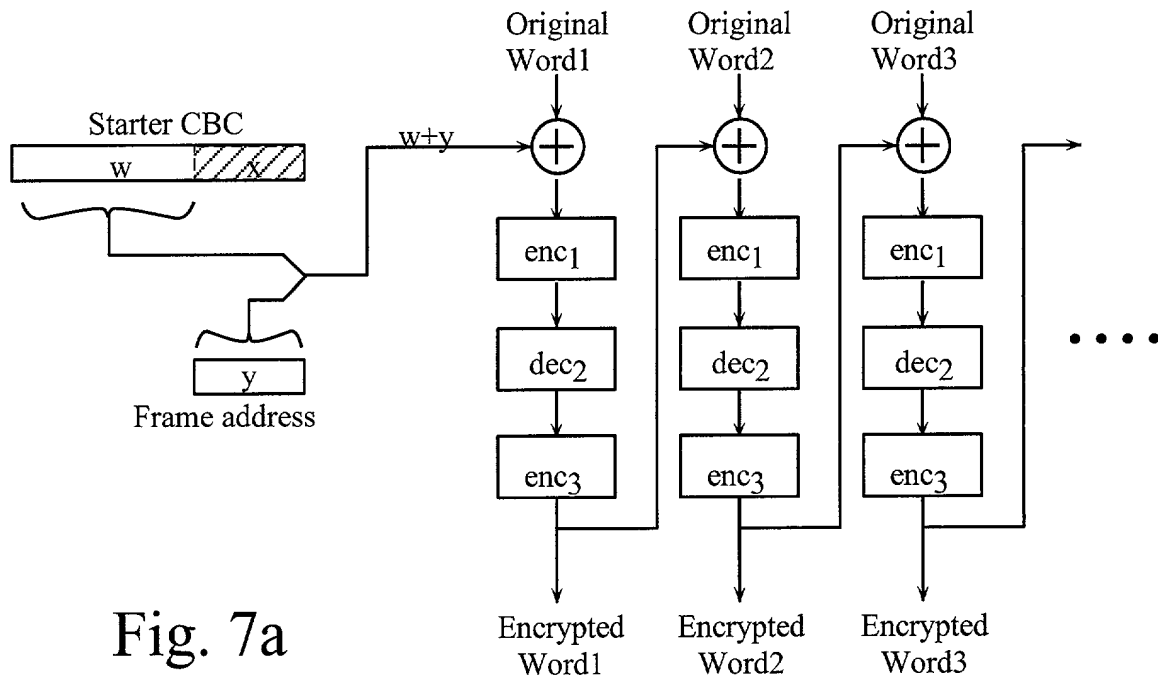 Original
Word1
Original
Word2
Original
Word3
Starter CBC
w
x
w+y
y
Frame address
enc1
enc1
enc1
dec2
dec2
dec2
enc3
enc3
enc3
Encrypted
Word1
Encrypted
Word2
Encrypted
Word3
Fig. 7a